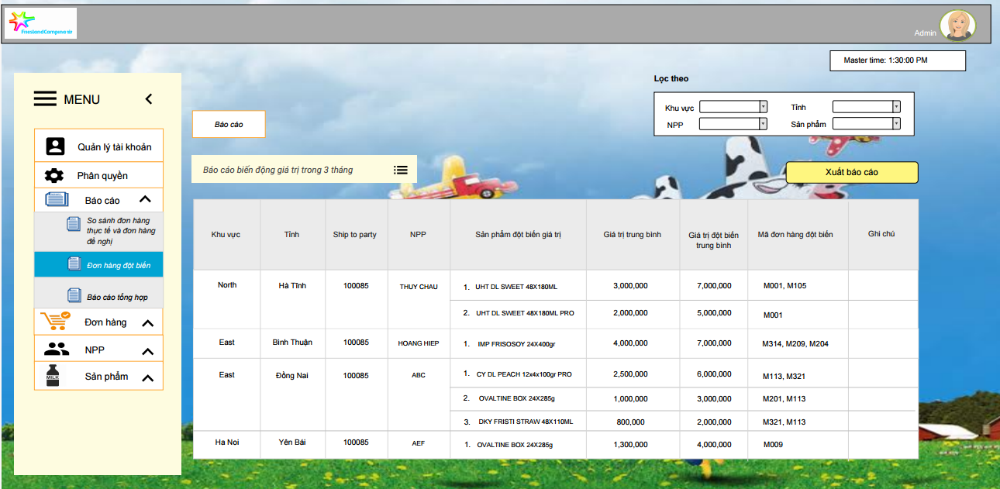 FrieslandCampina
Admin
Master time: 1:30:00 PM
Lọc theo
Khu vực
Tỉnh
NPP
Sản phẩm
MENU
Quản lý tài khoản
Phân quyền
Báo cáo
So sánh đơn hàng
thực tế và đơn hàng
đề nghị
Đơn hàng đột biến
Báo cáo tổng hợp
Đơn hàng
NPP
MILK
Sản phẩm
Báo cáo
Báo cáo biến động giá trị trong 3 tháng
Xuất báo cáo
Khu vực Tỉnh Ship to party NPP Sản phẩm đột biến giá trị Giá trị trung bình Giá trị đột biến trung bình Mã đơn hàng đột biến Ghi chú
North Hà Tĩnh 100085 THUY CHAU 1. UHT DL SWEET 48X180ML 3,000,000 7,000,000 M001, M105
2. UHT DL SWEET 48X180ML PRO 2,000,000 5,000,000 M001
East Bình Thuận 100085 HOANG HIEP 1. IMP FRISOSOY 24X400gr 4,000,000 7,000,000 M314, M209, M204
East Đồng Nai 100085 ABC 1. CY DL PEACH 12x4x100gr PRO 2,500,000 6,000,000 M113, M321
2. OVALTINE BOX 24X285g 1,000,000 3,000,000 M201, M113
3. DKY FRISTI STRAW 48X110ML 800,000 2,000,000 M321, M113
Ha Noi Yên Bái 100085 AEF 1. OVALTINE BOX 24X285g 1,300,000 4,000,000 M009